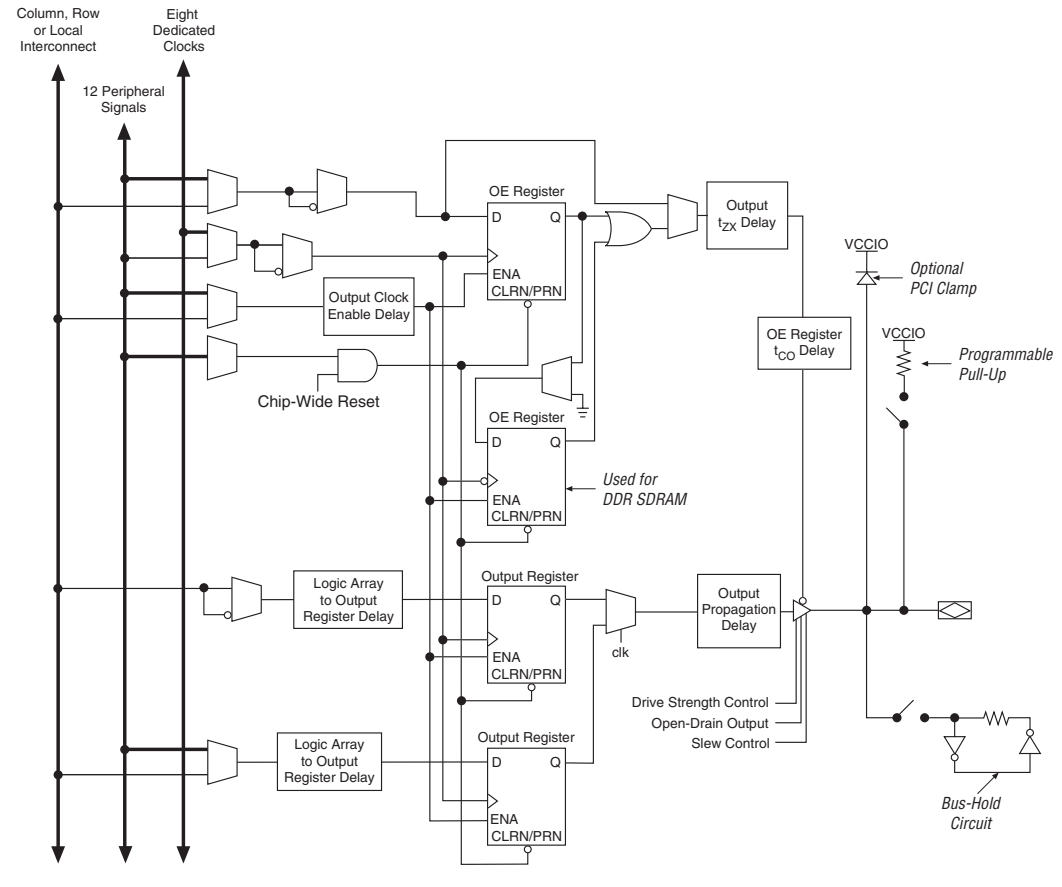 Column, Row
or Local
Interconnect
Eight
Dedicated
Clocks
12 Peripheral
Signals
OE Register
D
Q
ENA
CLRN/PRN
Output
tZX Delay
Output Clock
Enable Delay
Chip-Wide Reset
VCCIO
Optional
PCI Clamp
OE Register
tCO Delay
VCCIO
Programmable
Pull-Up
OE Register
D
Q
ENA
CLRN/PRN
Used for
DDR SDRAM
Logic Array
to Output
Register Delay
Output Register
D
Q
ENA
CLRN/PRN
clk
Output
Propagation
Delay
Drive Strength Control
Open-Drain Output
Slew Control
Logic Array
to Output
Register Delay
Output Register
D
Q
ENA
CLRN/PRN
Bus-Hold
Circuit